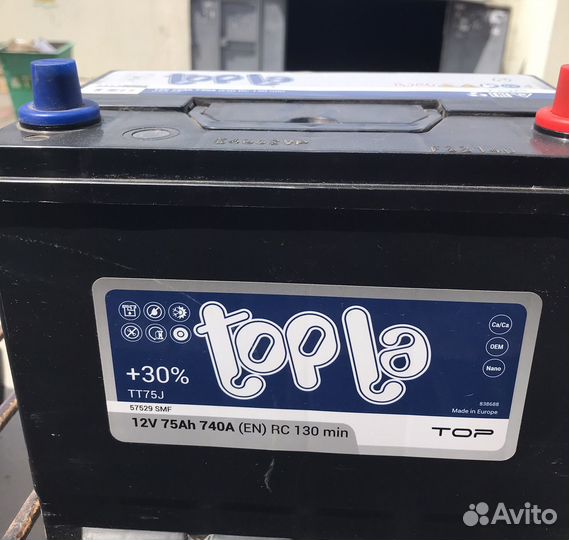 topla
+30%
TT75J
57529 SMF
12V 75Ah 740A (EN) RC 130 min
Ca/Ca
OEM
Nano
838688
Made in Europe
TOP
Avito